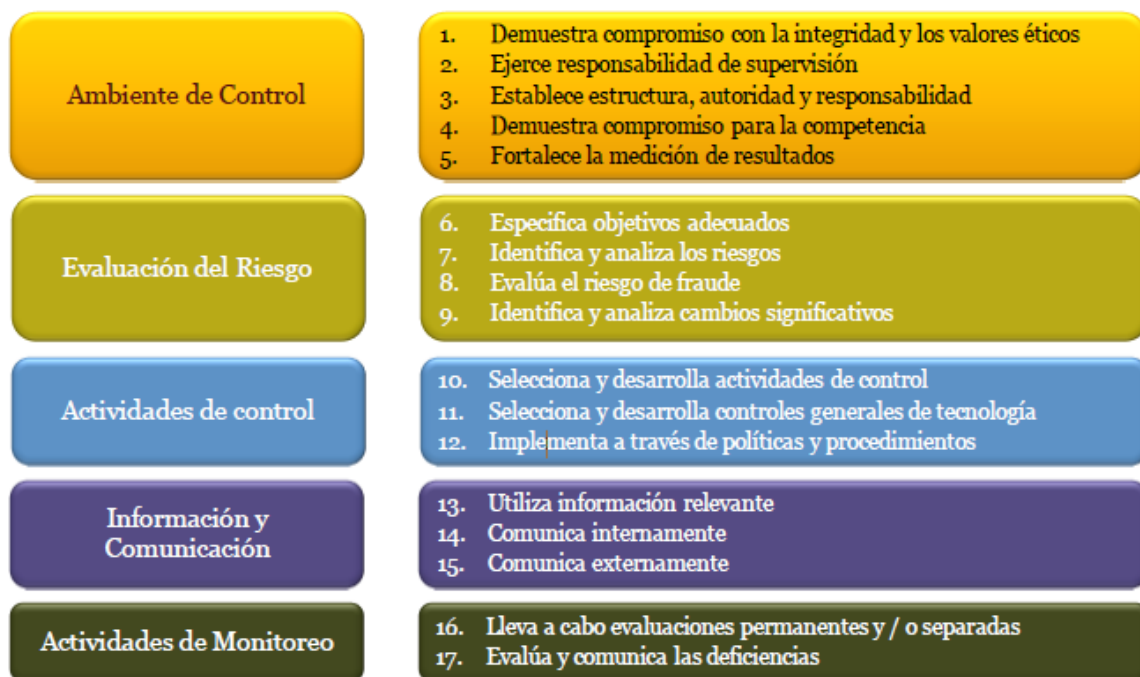 Ambiente de Control
1. Demuestra compromiso con la integridad y los valores éticos
2. Ejerce responsabilidad de supervisión
3. Establece estructura, autoridad y responsabilidad
4. Demuestra compromiso para la competencia
5. Fortalece la medición de resultados
Evaluación del Riesgo
6. Especifica objetivos adecuados
7. Identifica y analiza los riesgos
8. Evalúa el riesgo de fraude
9. Identifica y analiza cambios significativos
Actividades de control
10. Selecciona y desarrolla actividades de control
11. Selecciona y desarrolla controles generales de tecnología
12. Implementa a través de políticas y procedimientos
Información y
Comunicación
13. Utiliza información relevante
14. Comunica internamente
15. Comunica externamente
Actividades de Monitoreo
16. Lleva a cabo evaluaciones permanentes y / o separadas
17. Evalúa y comunica las deficiencias